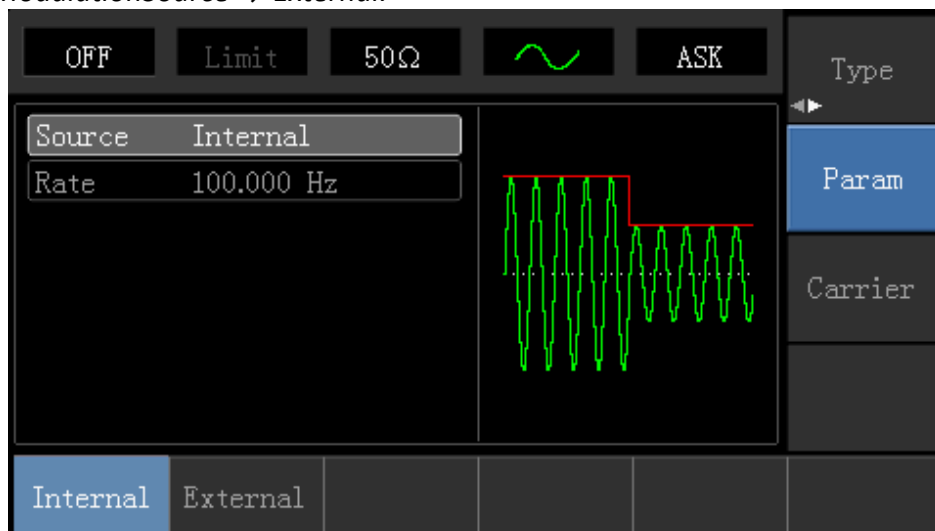 modulationSource → External.
OFF
Limit
50Ω
ASK
Type
Source Internal
Rate 100.000 Hz
Param
Carrier
Internal
External